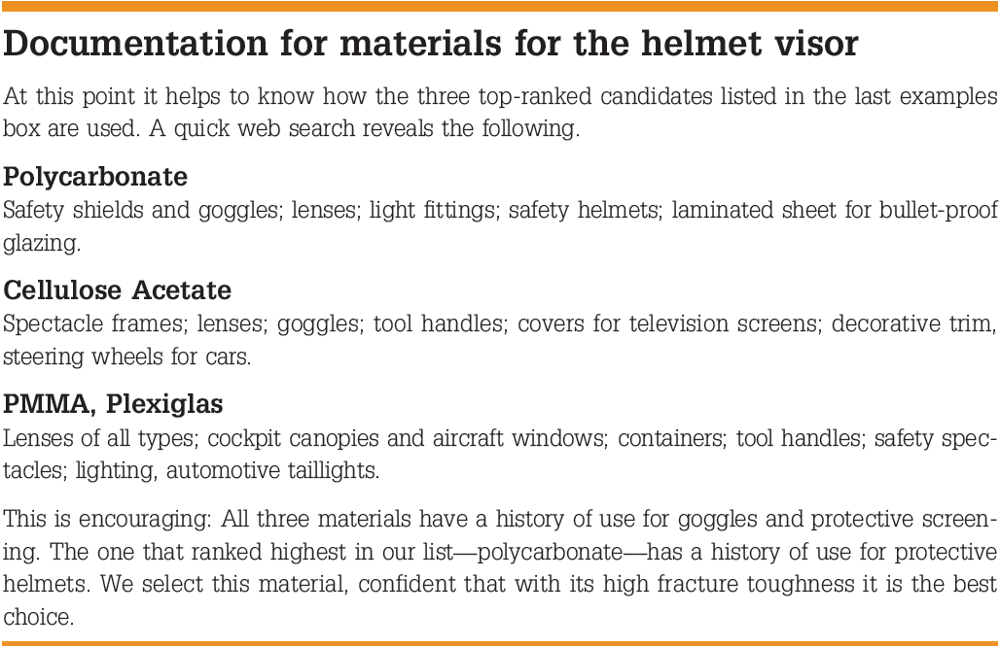 Documentation for materials for the helmet visor
At this point it helps to know how the three top-ranked candidates listed in the last examples
box are used. A quick web search reveals the following.
Polycarbonate
Safety shields and goggles; lenses; light fittings; safety helmets; laminated sheet for bullet-proof
glazing.
Cellulose Acetate
Spectacle frames; lenses; goggles; tool handles; covers for television screens; decorative trim,
steering wheels for cars.
PMMA, Plexiglas
Lenses of all types; cockpit canopies and aircraft windows; containers; tool handles; safety spec-
tacles; lighting, automotive taillights.
This is encouraging: All three materials have a history of use for goggles and protective screen-
ing. The one that ranked highest in our list—polycarbonate—has a history of use for protective
helmets. We select this material, confident that with its high fracture toughness it is the best
choice.